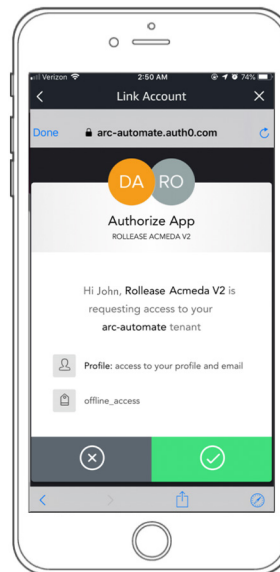 Verizon 2:50 AM 74%
Link Account
Done arc-automate.auth0.com
DA RO
Authorize App
ROLLEASE ACMEDA V2
Hi John, Rollease Acmeda V2 is
requesting access to your
arc-automate tenant
Profile: access to your profile and email
offline_access